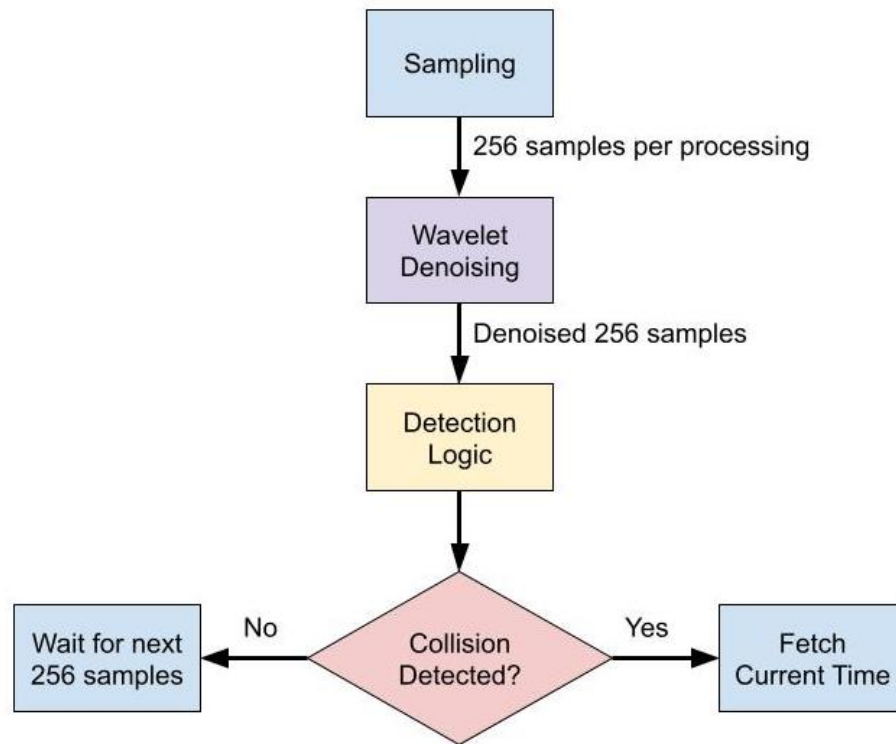 Sampling
256 samples per processing
Wavelet
Denoising
Denoised 256 samples
Detection
Logic
No
Yes
Wait for next
256 samples
Collision
Detected?
Fetch
Current Time